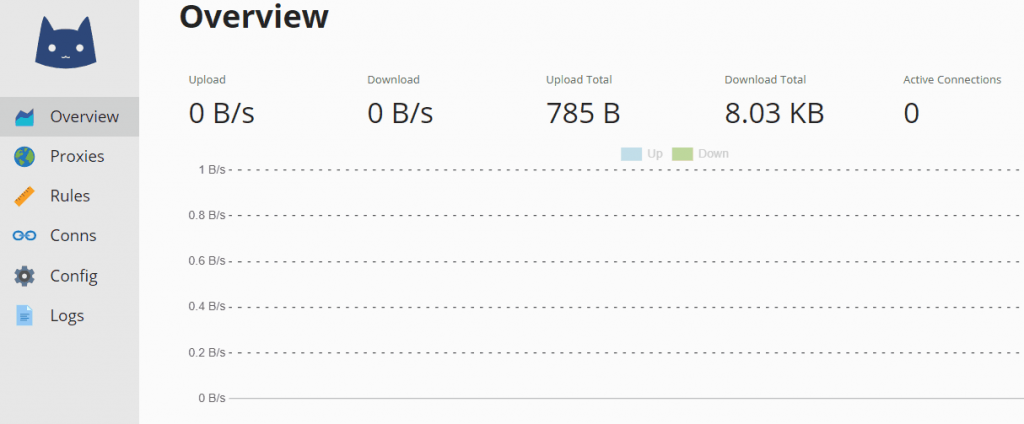 Overview
Upload Download Upload Total Download Total Active Connections
0 B/s 0 B/s 785 B 8.03 KB 0
Overview
Proxies
Rules
Conns
Config
Logs
Up Down
1 B/s
0.8 B/s
0.6 B/s
0.4 B/s
0.2 B/s
0 B/s